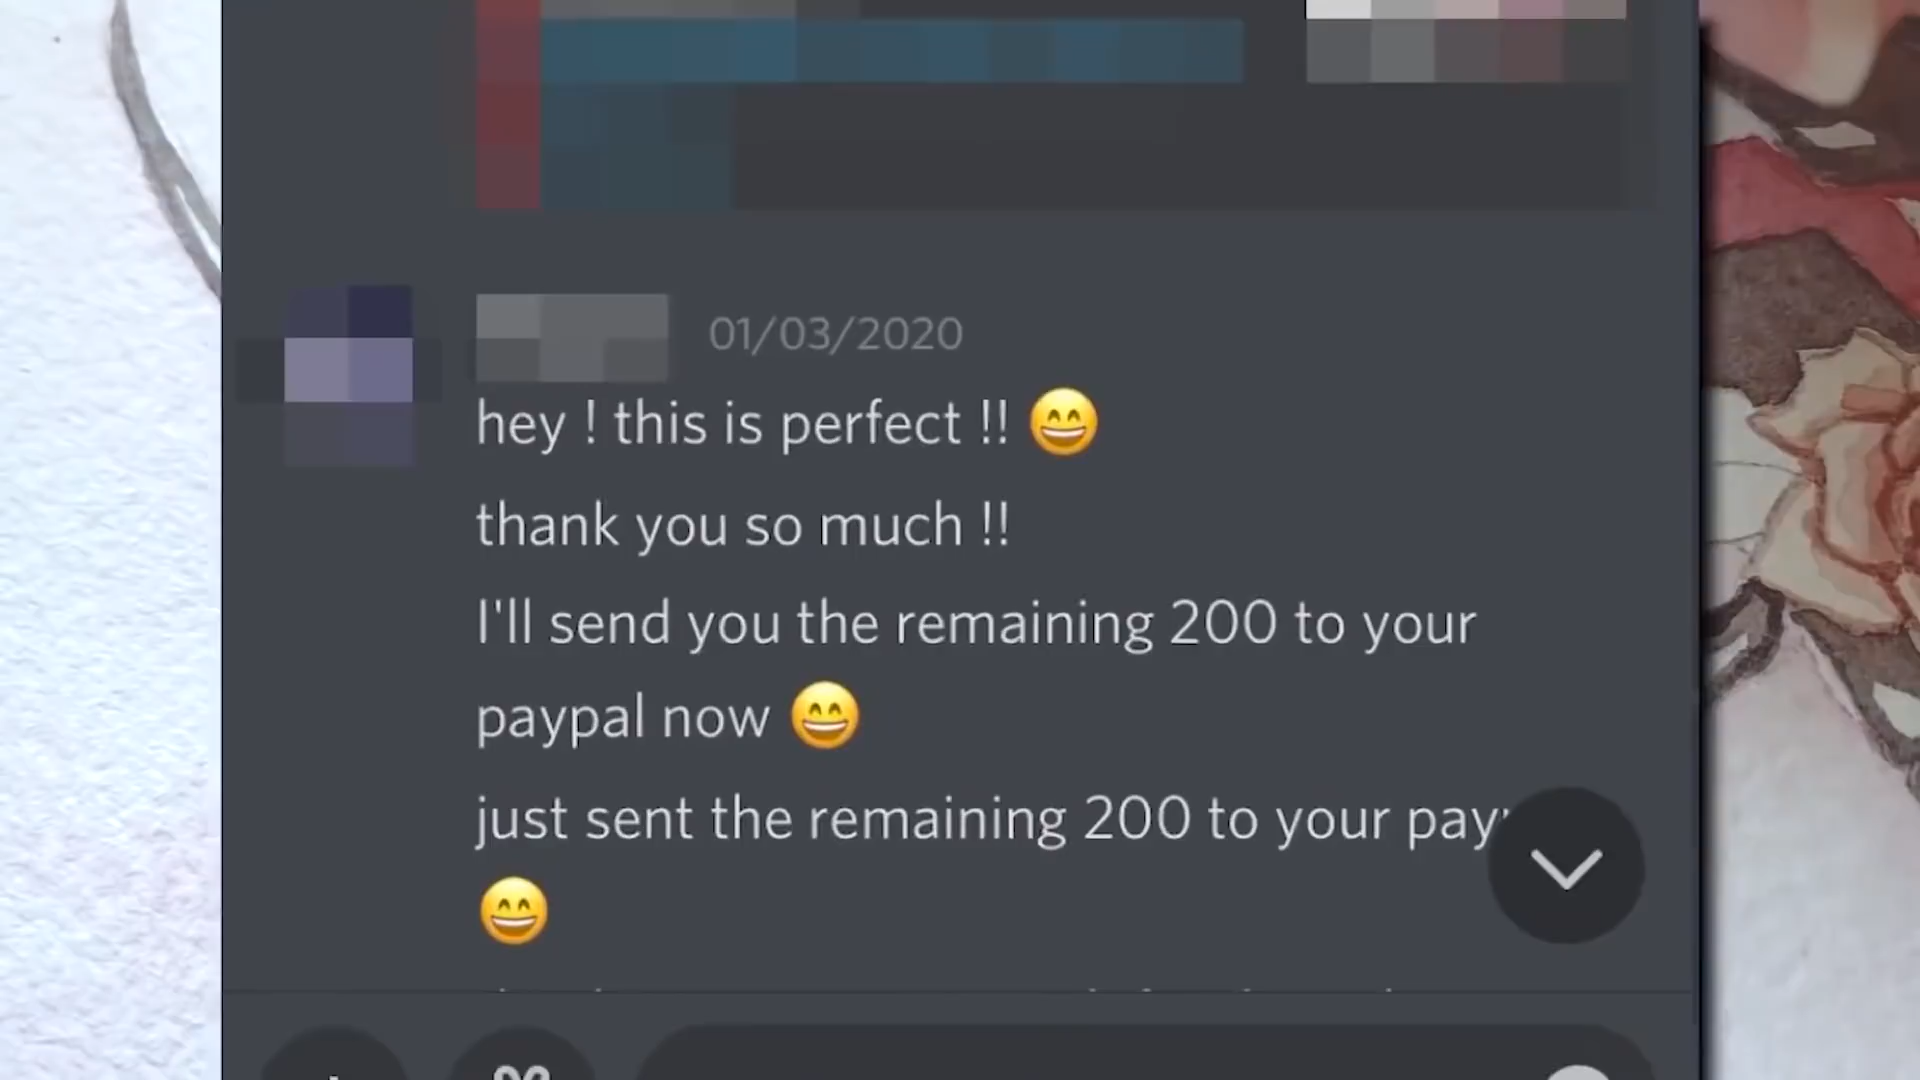 01/03/2020
hey ! this is perfect !! 😄
thank you so much !!
I'll send you the remaining 200 to your
paypal now 😄
just sent the remaining 200 to your
😄